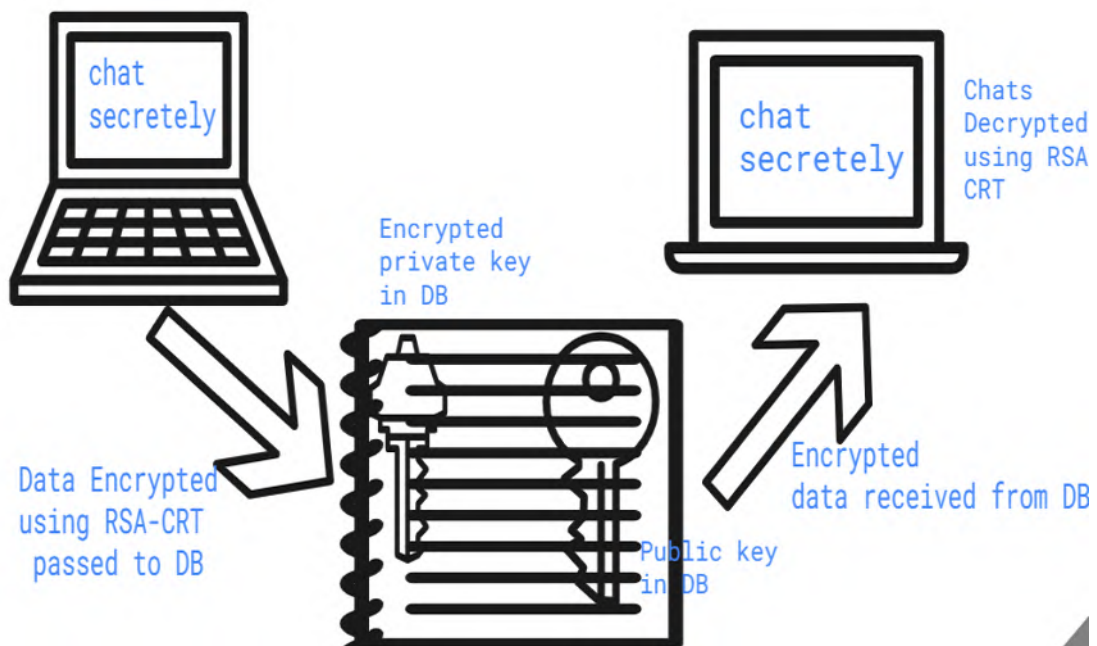 chat
secretely
chat
secretely
Chats
Decrypted
using RSA
CRT
Encrypted
private key
in DB
Data Encrypted
using RSA-CRT
passed to DB
Encrypted
data received from DB
Public key
in DB